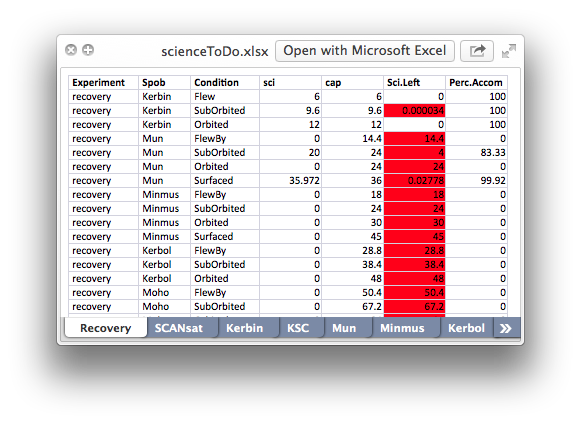 scienceToDo.xlsx Open with Microsoft Excel
Experiment Spob Condition sci cap Sci.Left Perc.Accom
recovery Kerbin Flew 6 6 0 100
recovery Kerbin SubOrbited 9.6 9.6 0.000034 100
recovery Kerbin Orbited 12 12 0 100
recovery Mun FlewBy 0 14.4 14.4 0
recovery Mun SubOrbited 20 24 4 83.33
recovery Mun Orbited 0 24 24 0
recovery Mun Surfaced 35.972 36 0.02778 99.92
recovery Minmus FlewBy 0 18 18 0
recovery Minmus SubOrbited 0 24 24 0
recovery Minmus Orbited 0 30 30 0
recovery Minmus Surfaced 0 45 45 0
recovery Kerbol FlewBy 0 28.8 28.8 0
recovery Kerbol SubOrbited 0 38.4 38.4 0
recovery Kerbol Orbited 0 48 48 0
recovery Moho FlewBy 0 50.4 50.4 0
recovery Moho SubOrbited 0 67.2 67.2 0
Recovery SCANsat Kerbin KSC Mun Minmus Kerbol »